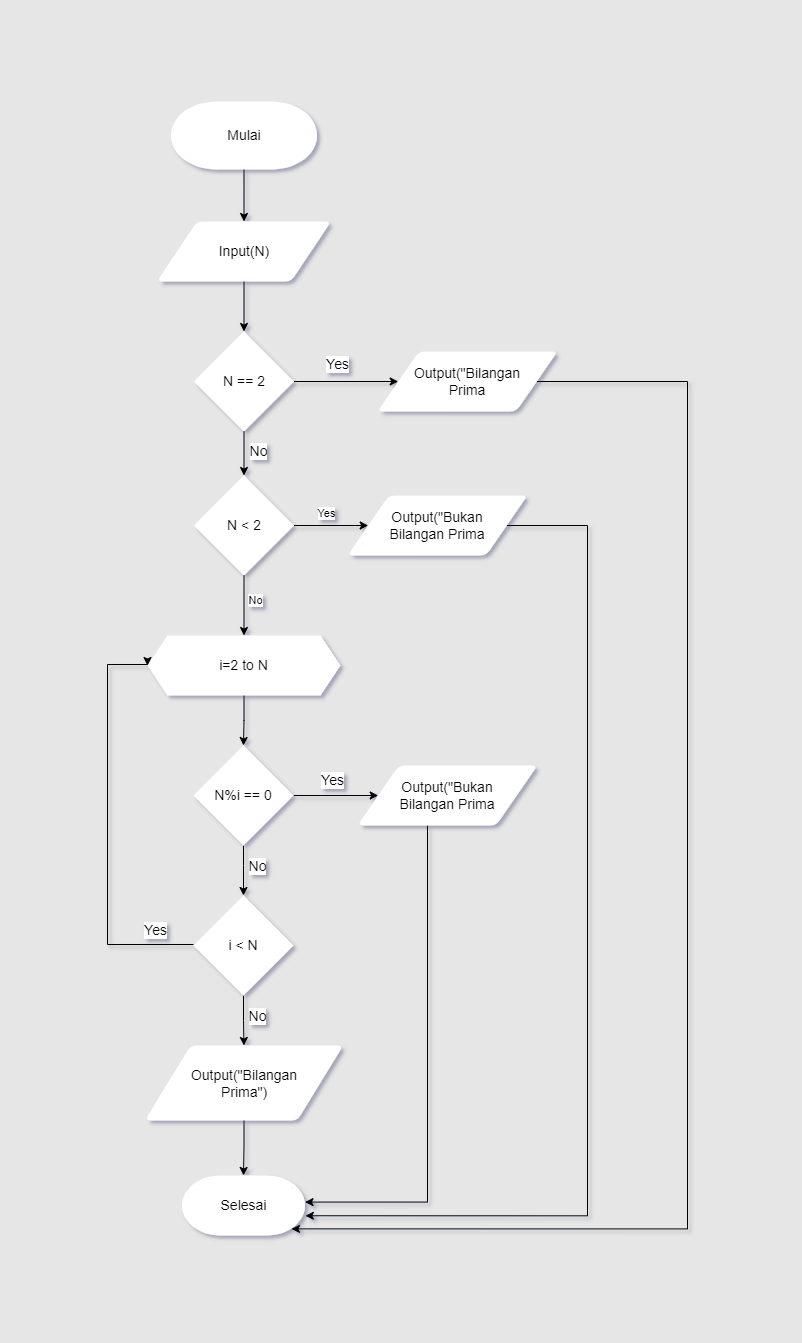 Mulai
Input(N)
N == 2
Yes
Output("Bilangan
Prima
No
N < 2
Yes
Output("Bukan
Bilangan Prima
No
i=2 to N
N%i == 0
Yes
Output("Bukan
Bilangan Prima
No
i < N
Yes
No
Output("Bilangan
Prima")
Selesai